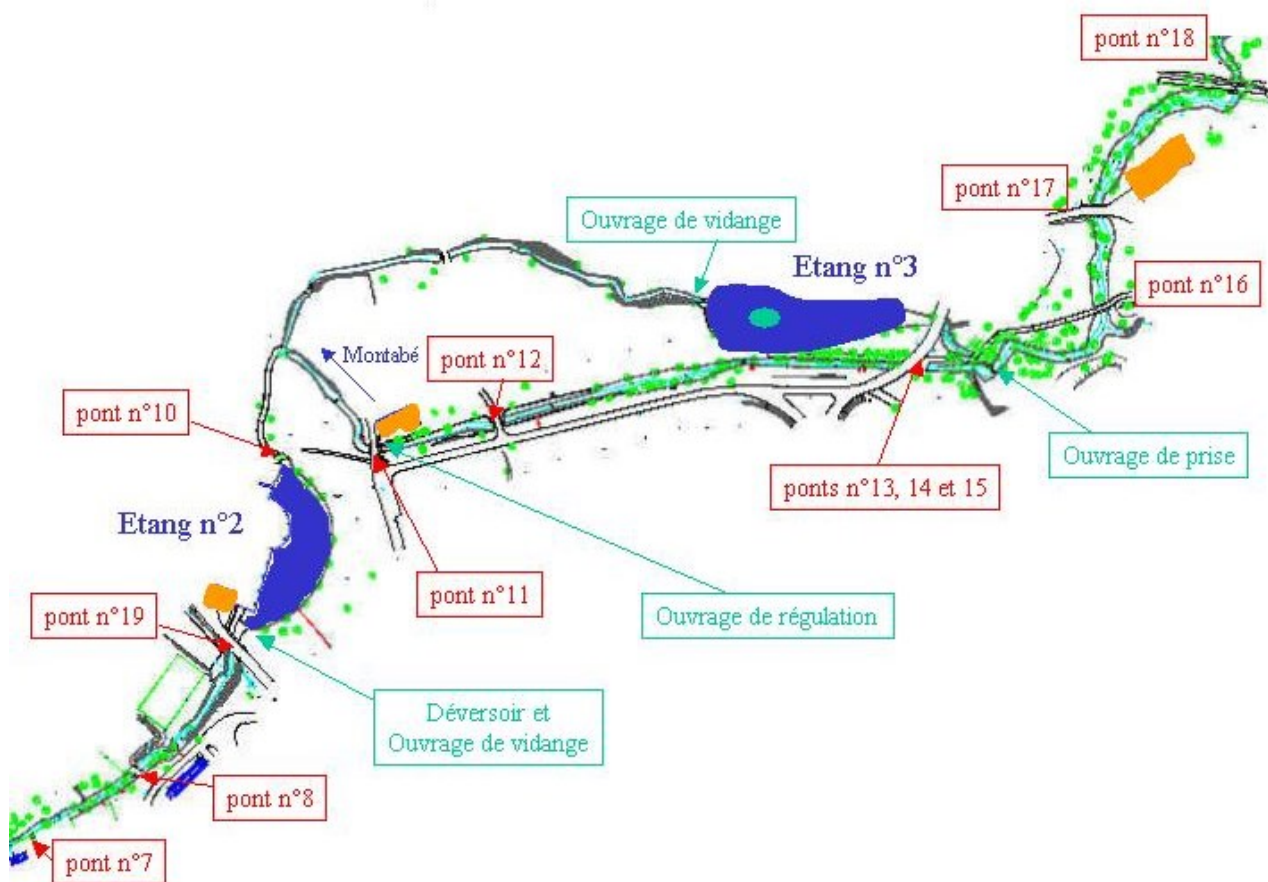 pont n°18
pont n°17
Ouvrage de vidange
Etang n°3
pont n°16
Montabé
pont n°12
pont n°10
Ouvrage de prise
ponts n°13, 14 et 15
Etang n°2
pont n°11
Ouvrage de régulation
pont n°19
Déversoir et
Ouvrage de vidange
pont n°8
pont n°7